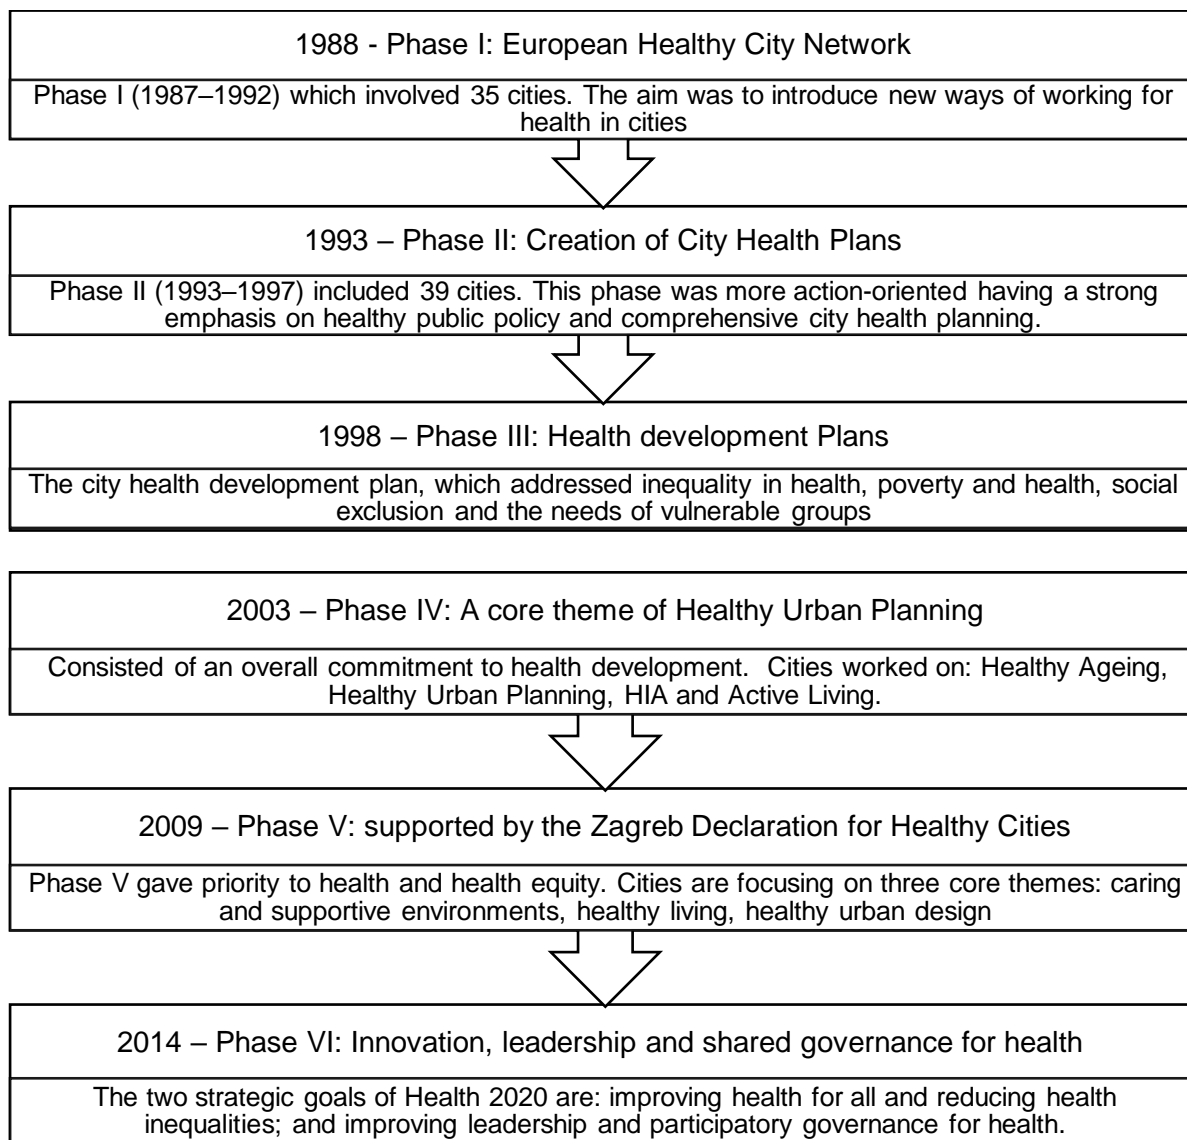 1988 - Phase I: European Healthy City Network
Phase I (1987–1992) which involved 35 cities. The aim was to introduce new ways of working for
health in cities
1993 – Phase II: Creation of City Health Plans
Phase II (1993–1997) included 39 cities. This phase was more action-oriented having a strong
emphasis on healthy public policy and comprehensive city health planning.
1998 – Phase III: Health development Plans
The city health development plan, which addressed inequality in health, poverty and health, social
exclusion and the needs of vulnerable groups
2003 – Phase IV: A core theme of Healthy Urban Planning
Consisted of an overall commitment to health development. Cities worked on: Healthy Ageing,
Healthy Urban Planning, HIA and Active Living.
2009 – Phase V: supported by the Zagreb Declaration for Healthy Cities
Phase V gave priority to health and health equity. Cities are focusing on three core themes: caring
and supportive environments, healthy living, healthy urban design
2014 – Phase VI: Innovation, leadership and shared governance for health
The two strategic goals of Health 2020 are: improving health for all and reducing health
inequalities; and improving leadership and participatory governance for health.